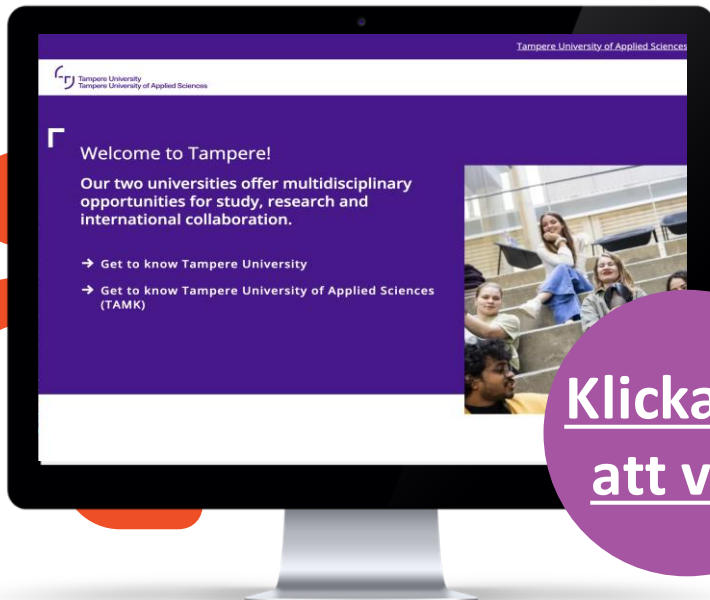 Tampere University of Applied Sciences
Tampere University
Tampere University of Applied Sciences
Welcome to Tampere!
Our two universities offer multidisciplinary
opportunities for study, research and
international collaboration.
→ Get to know Tampere University
→ Get to know Tampere University of Applied Sciences
(TAMK)
Klicka
att v